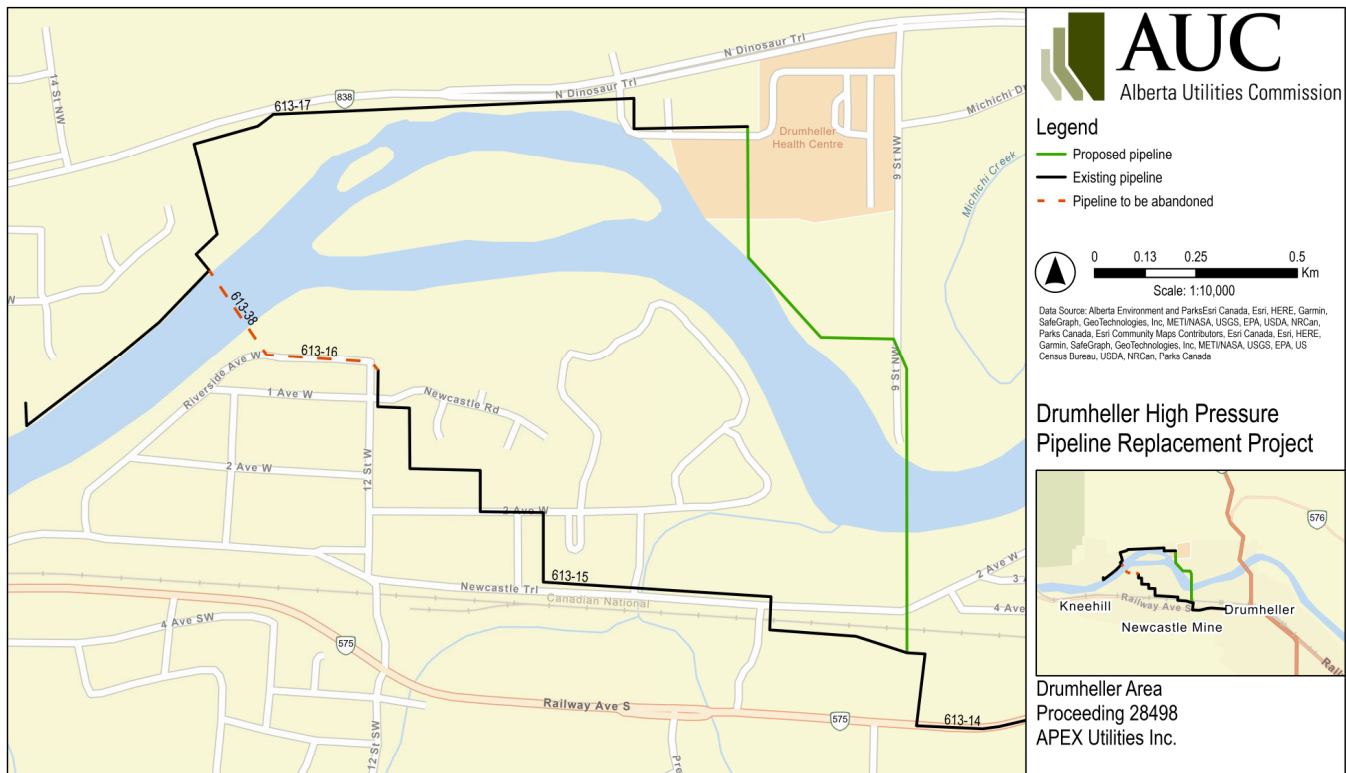 N Dinosaur Trl
14 St NW
N Dinosaur Trl
838
613-17
Michichi Dr
Drumheller
Health Centre
9 St NW
Michichi Creek
W
613-38
613-16
Riverside Ave W
1 Ave W
Newcastle Rd
9 St NW
2 Ave W
12 St W
3 Ave W
613-15
Newcastle Trl
Canadian National
2 Ave W
3 A
4 Ave
4 Ave SW
575
Railway Ave S
575
613-14
12 St SW
Pre
AUC
Alberta Utilities Commission
Legend
Proposed pipeline
Existing pipeline
Pipeline to be abandoned
0 0.13 0.25 0.5
Km
Scale: 1:10,000
Data Source: Alberta Environment and ParksEsri Canada, Esri, HERE, Garmin,
SafeGraph, GeoTechnologies, Inc, METI/NASA, USGS, EPA, USDA, NRCan,
Parks Canada, Esri Community Maps Contributors, Esri Canada, Esri, HERE,
Garmin, SafeGraph, GeoTechnologies, Inc, METI/NASA, USGS, EPA, US
Census Bureau, USDA, NRCan, Parks Canada
Drumheller High Pressure
Pipeline Replacement Project
576
Kneehill
Railway Ave S
Drumheller
Newcastle Mine
Rail
Drumheller Area
Proceeding 28498
APEX Utilities Inc.